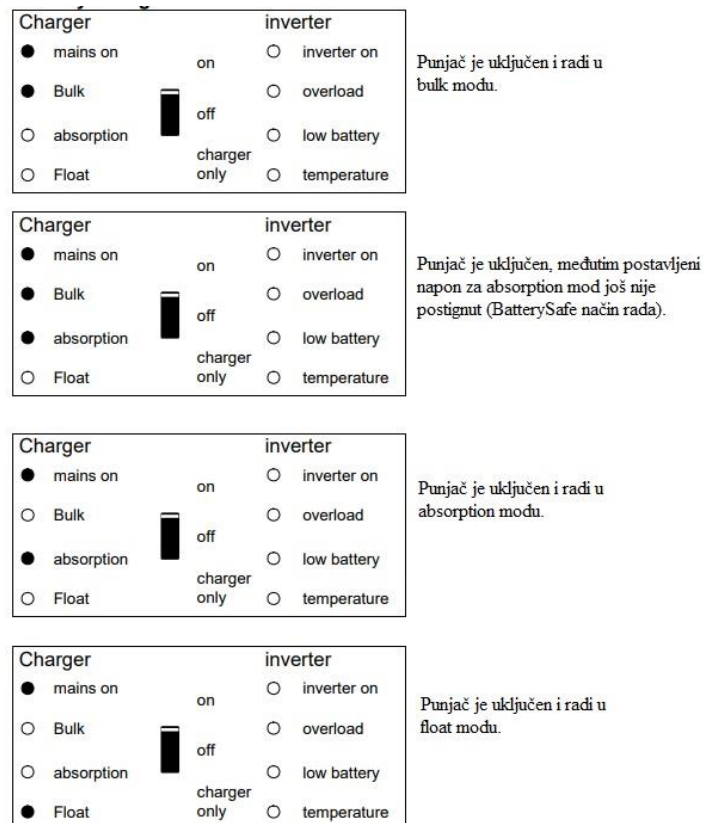 Charger inverter
mains on on inverter on
Bulk off overload
absorption charger low battery
Float only temperature
Punjač je uključen i radi u
bulk modu.
Charger inverter
mains on on inverter on
Bulk off overload
absorption charger low battery
Float only temperature
Punjač je uključen, međutim postavljeni
napon za absorption mod još nije
postignut (BatterySafe način rada).
Charger inverter
mains on on inverter on
Bulk off overload
absorption charger low battery
Float only temperature
Punjač je uključen i radi u
absorption modu.
Charger inverter
mains on on inverter on
Bulk off overload
absorption charger low battery
Float only temperature
Punjač je uključen i radi u
float modu.